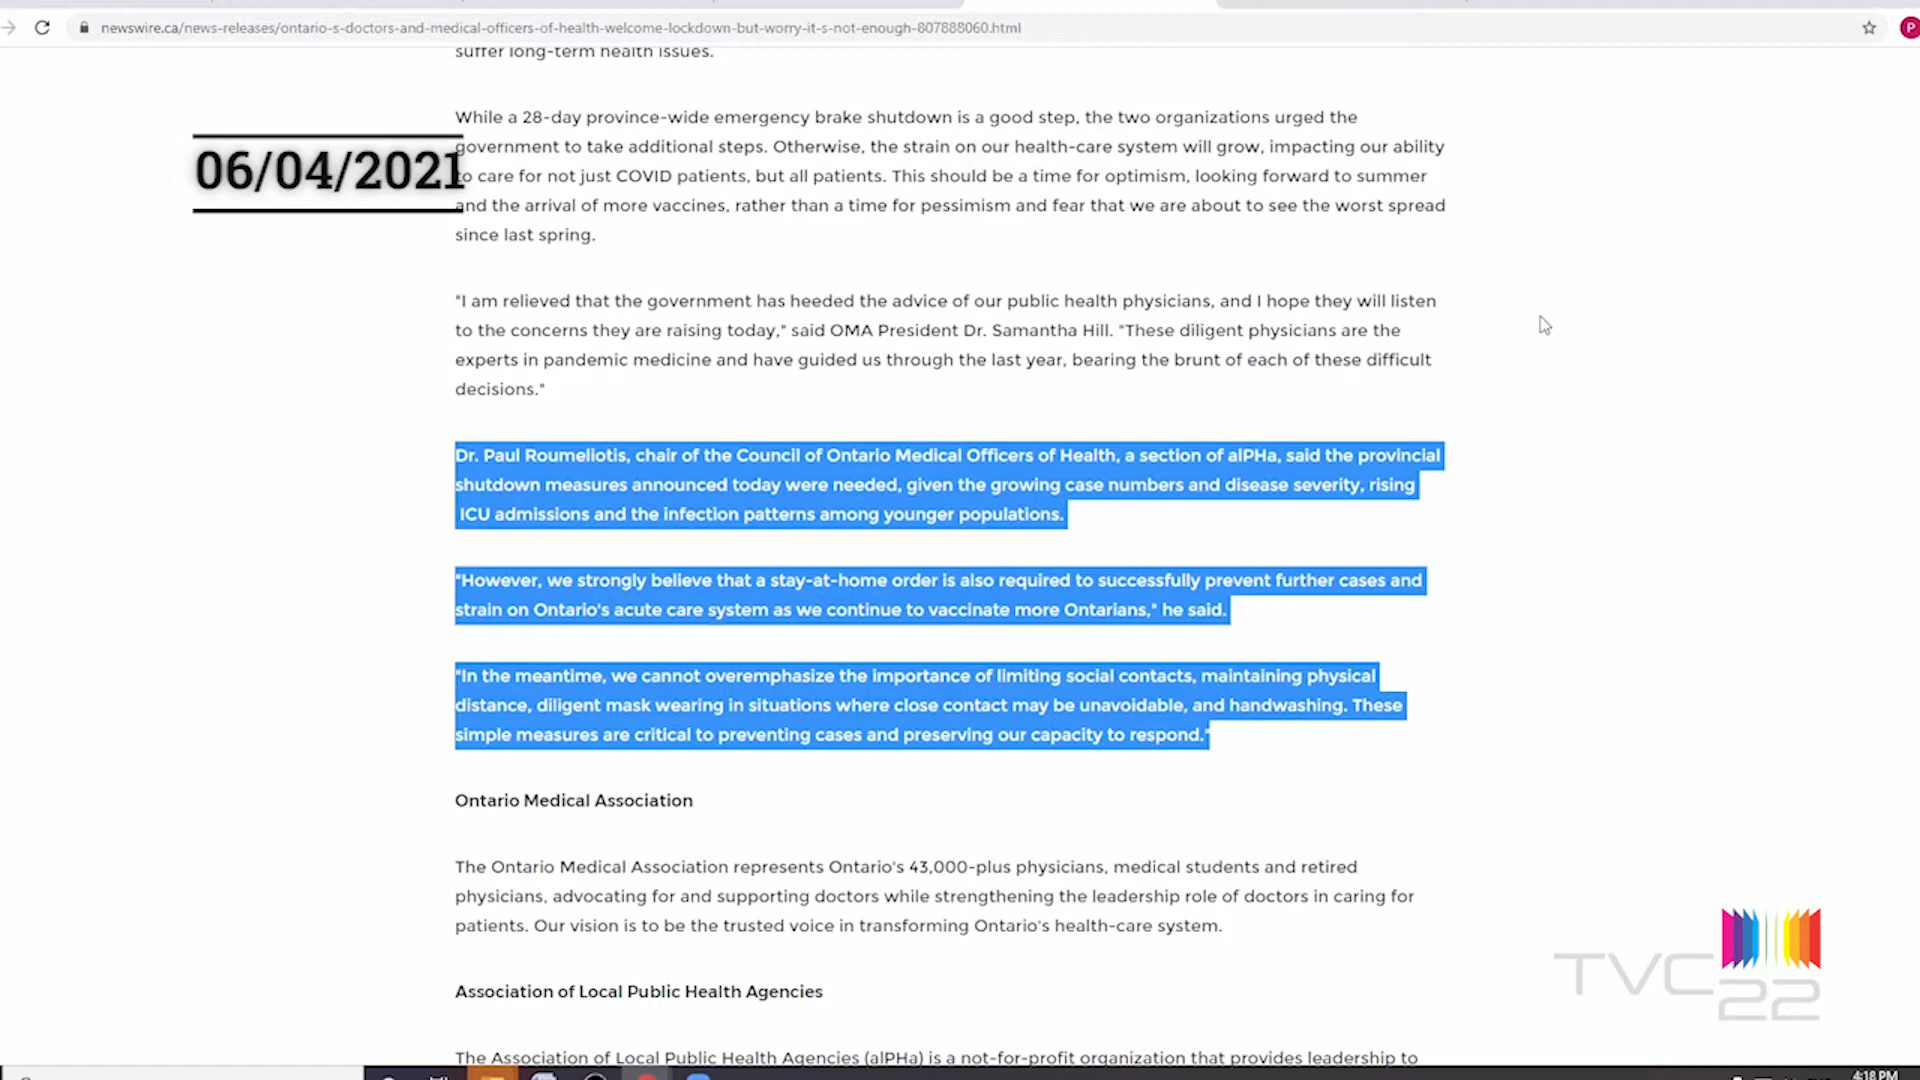 newswire.ca/news-releases/ontario-s-doctors-and-medical-officers-of-health-welcome-lockdown-but-worry-it-s-not-enough-807888060.html
P
suffer long-term health issues.
While a 28-day province-wide emergency brake shutdown is a good step, the two organizations urged the
government to take additional steps. Otherwise, the strain on our health-care system will grow, impacting our ability
to care for not just COVID patients, but all patients. This should be a time for optimism, looking forward to summer
and the arrival of more vaccines, rather than a time for pessimism and fear that we are about to see the worst spread
since last spring.
06/04/2021
"I am relieved that the government has heeded the advice of our public health physicians, and I hope they will listen
to the concerns they are raising today," said OMA President Dr. Samantha Hill. "These diligent physicians are the
experts in pandemic medicine and have guided us through the last year, bearing the brunt of each of these difficult
decisions."
Dr. Paul Roumeliotis, chair of the Council of Ontario Medical Officers of Health, a section of alPHa, said the provincial
shutdown measures announced today were needed, given the growing case numbers and disease severity, rising
ICU admissions and the infection patterns among younger populations.
"However, we strongly believe that a stay-at-home order is also required to successfully prevent further cases and
strain on Ontario's acute care system as we continue to vaccinate more Ontarians," he said.
"In the meantime, we cannot overemphasize the importance of limiting social contacts, maintaining physical
distance, diligent mask wearing in situations where close contact may be unavoidable, and handwashing. These
simple measures are critical to preventing cases and preserving our capacity to respond."
Ontario Medical Association
The Ontario Medical Association represents Ontario's 43,000-plus physicians, medical students and retired
physicians, advocating for and supporting doctors while strengthening the leadership role of doctors in caring for
patients. Our vision is to be the trusted voice in transforming Ontario's health-care system.
Association of Local Public Health Agencies
The Association of Local Public Health Agencies (alPHa) is a not-for-profit organization that provides leadership to
TVC
22
4:18 PM